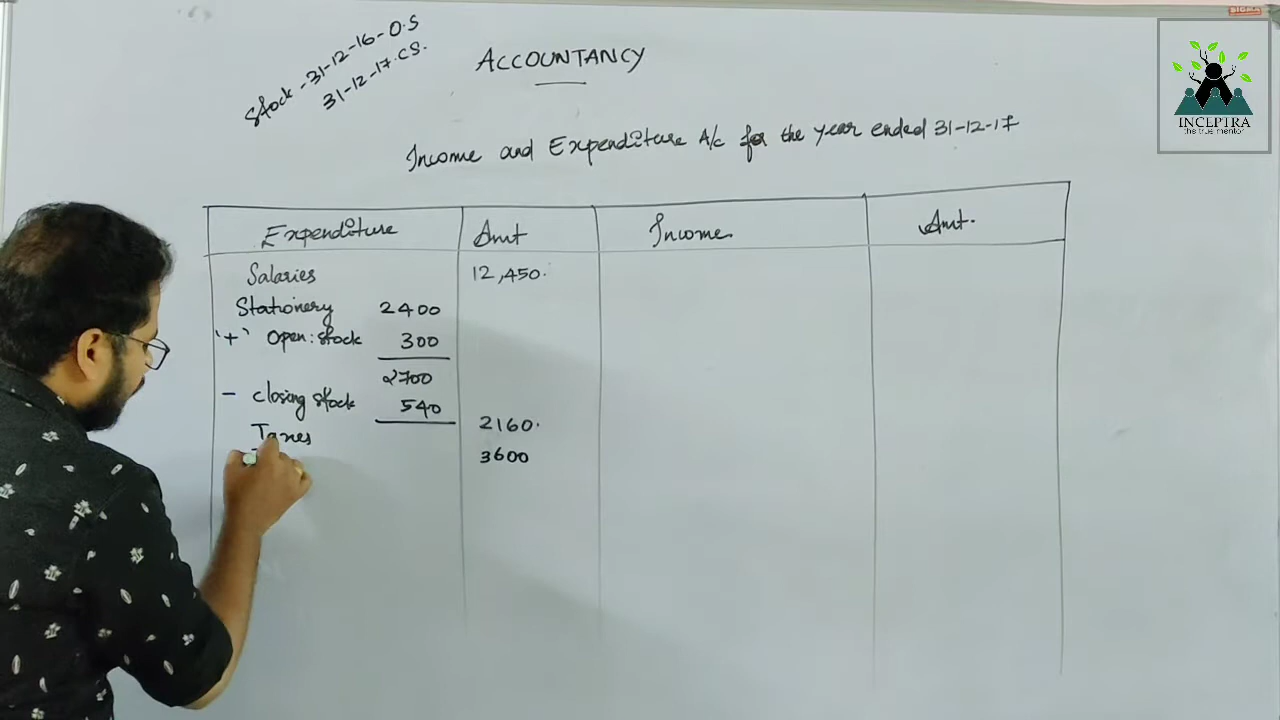 Stock - 31-12-16 - O.S
31-12-17. CS.
ACCOUNTANCY
INCEPTRA
the true mentor
Income and Expenditure A/c for the year ended 31-12-17
Expenditure Amt Income Amt.
Salaries 12,450.
Stationery 2400
'+' Open: stock 300
2700
- closing stock 540
2160.
Taxes
3600